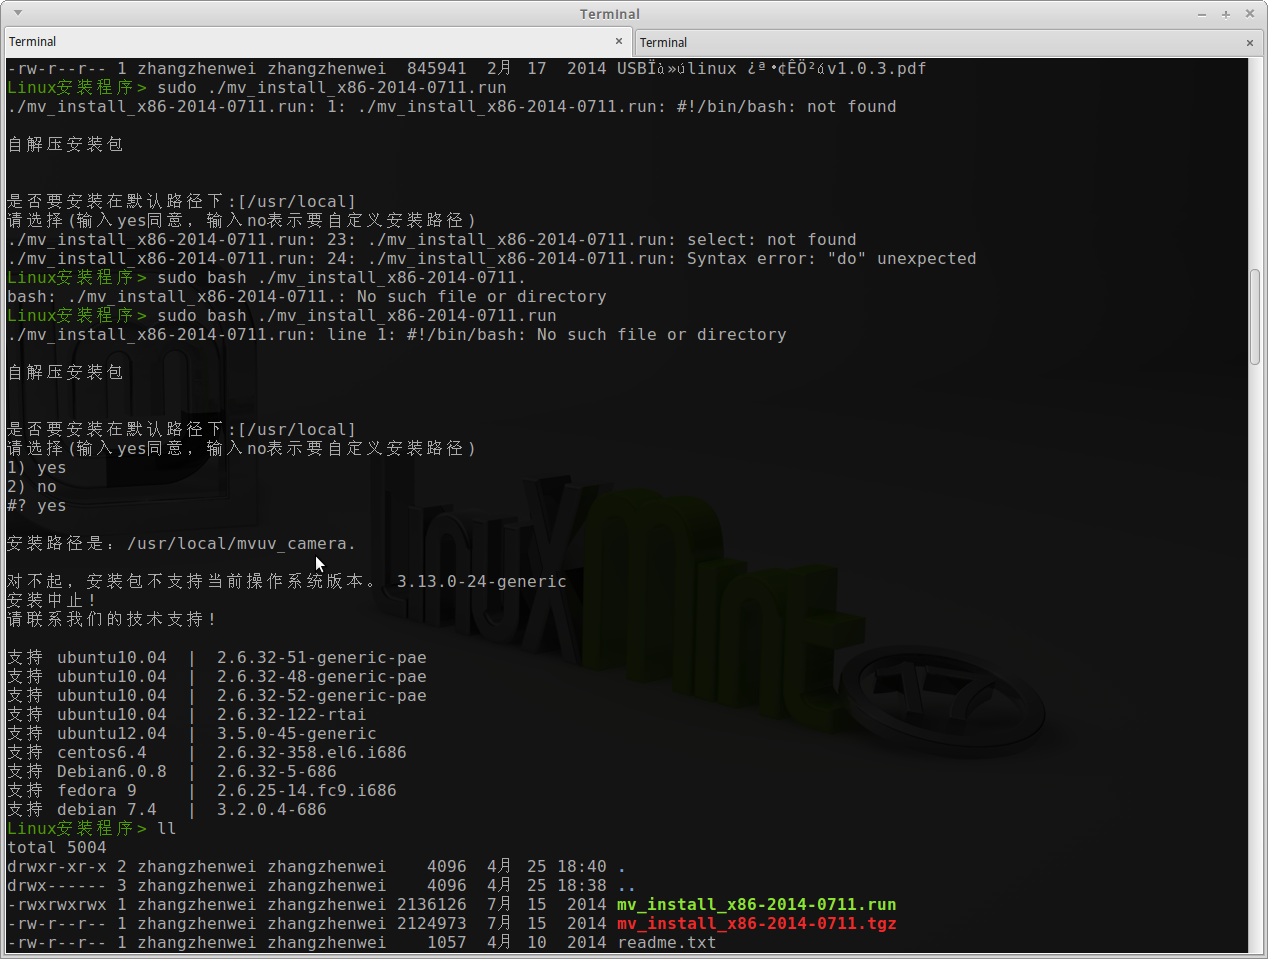 Terminal
Terminal
Terminal
-rw-r--r-- 1 zhangzhenwei zhangzhenwei  845941  2月 17  2014 USBÏà»úlinux ¿ª·¢ÊÖ²áv1.0.3.pdf
Linux安装程序> sudo ./mv_install_x86-2014-0711.run
./mv_install_x86-2014-0711.run: 1: ./mv_install_x86-2014-0711.run: #!/bin/bash: not found
自解压安装包
是否要安装在默认路径下:[/usr/local]
请选择(输入yes同意，输入no表示要自定义安装路径)
./mv_install_x86-2014-0711.run: 23: ./mv_install_x86-2014-0711.run: select: not found
./mv_install_x86-2014-0711.run: 24: ./mv_install_x86-2014-0711.run: Syntax error: "do" unexpected
Linux安装程序> sudo bash ./mv_install_x86-2014-0711.
bash: ./mv_install_x86-2014-0711.: No such file or directory
Linux安装程序> sudo bash ./mv_install_x86-2014-0711.run
./mv_install_x86-2014-0711.run: line 1: #!/bin/bash: No such file or directory
自解压安装包
是否要安装在默认路径下:[/usr/local]
请选择(输入yes同意，输入no表示要自定义安装路径)
1) yes
2) no
#? yes
安装路径是：/usr/local/mvuv_camera.
对不起，安装包不支持当前操作系统版本。 3.13.0-24-generic
安装中止!
请联系我们的技术支持!
支持 ubuntu10.04  |  2.6.32-51-generic-pae
支持 ubuntu10.04  |  2.6.32-48-generic-pae
支持 ubuntu10.04  |  2.6.32-52-generic-pae
支持 ubuntu10.04  |  2.6.32-122-rtai
支持 ubuntu12.04  |  3.5.0-45-generic
支持 centos6.4    |  2.6.32-358.el6.i686
支持 Debian6.0.8  |  2.6.32-5-686
支持 fedora 9     |  2.6.25-14.fc9.i686
支持 debian 7.4   |  3.2.0.4-686
Linux安装程序> ll
total 5004
drwxr-xr-x 2 zhangzhenwei zhangzhenwei    4096  4月 25 18:40 .
drwx------ 3 zhangzhenwei zhangzhenwei    4096  4月 25 18:38 ..
-rwxrwxrwx 1 zhangzhenwei zhangzhenwei 2136126  7月 15  2014 mv_install_x86-2014-0711.run
-rw-r--r-- 1 zhangzhenwei zhangzhenwei 2124973  7月 15  2014 mv_install_x86-2014-0711.tgz
-rw-r--r-- 1 zhangzhenwei zhangzhenwei    1057  4月 10  2014 readme.txt
Linux Mint
17